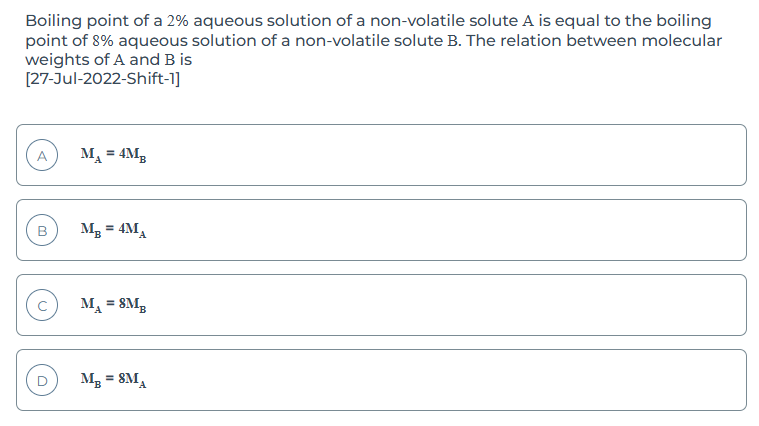 Boiling point of a 2% aqueous solution of a non-volatile solute A is equal to the boiling
point of 8% aqueous solution of a non-volatile solute B. The relation between molecular
weights of A and B is
[27-Jul-2022-Shift-1]
A M_A = 4M_B
B M_B = 4M_A
C M_A = 8M_B
D M_B = 8M_A